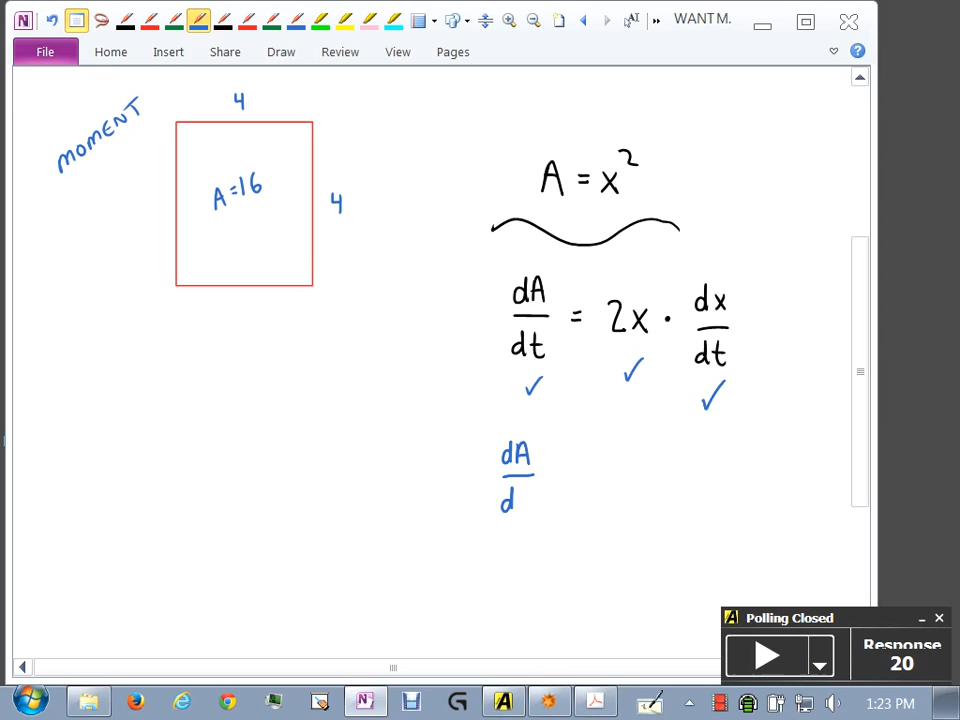 WANT M.
File Home Insert Share Draw Review View Pages
MOMENT
4
A=16
4
A = x²
dA/dt = 2x · dx/dt
✓ ✓ ✓
dA/d
Polling Closed
Response
20
1:23 PM